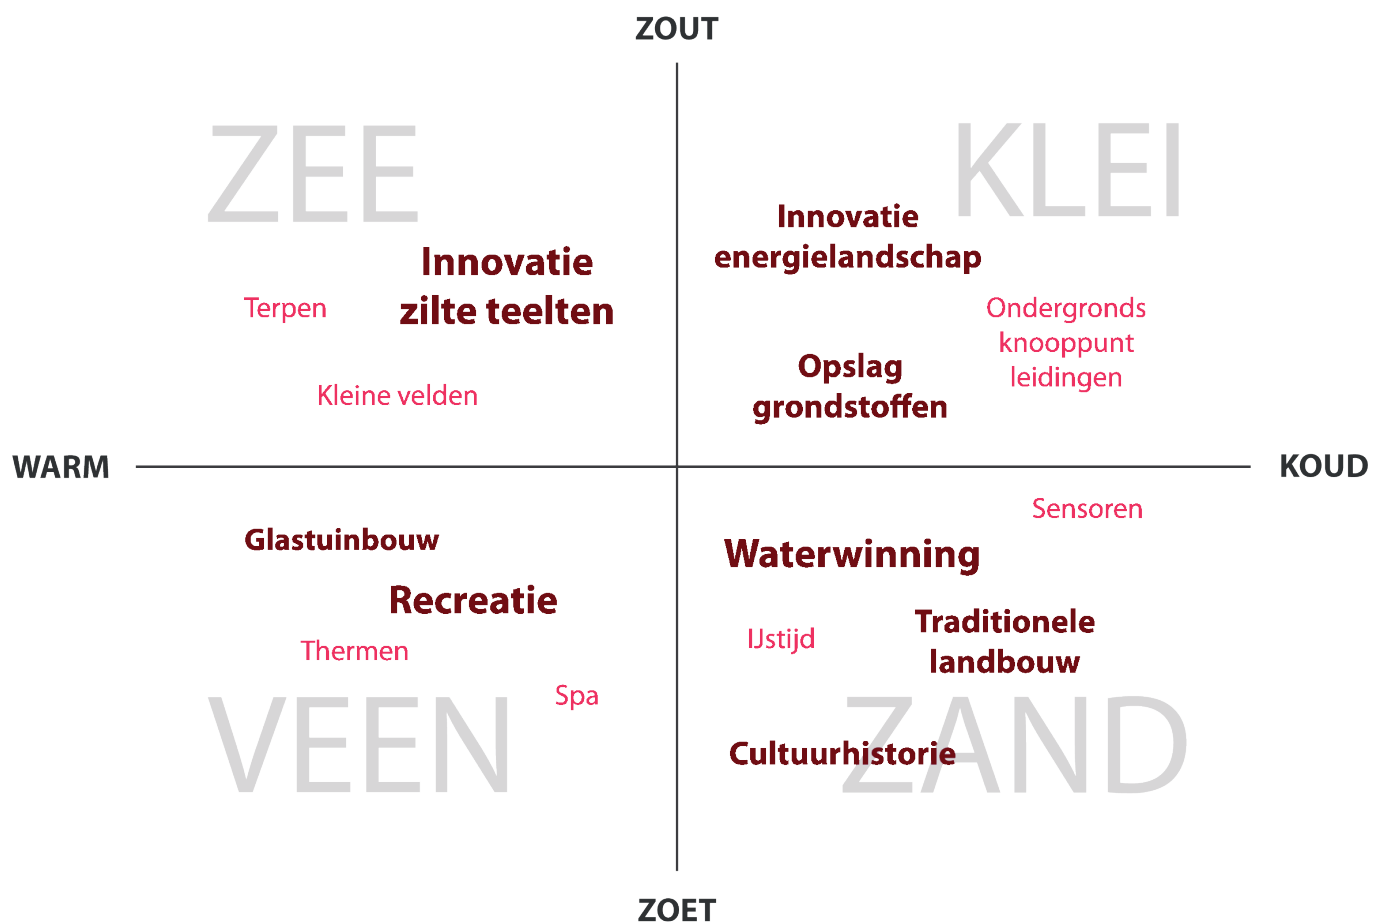 ZOUT
ZEE
KLEI
Innovatie
energielandschap
Innovatie
zilte teelten
Terpen
Ondergronds
knooppunt
leidingen
Opslag
grondstoffen
Kleine velden
WARM
KOUD
Sensoren
Glastuinbouw
Waterwinning
Recreatie
Traditionele
landbouw
IJstijd
Thermen
Spa
VEEN
ZAND
Cultuurhistorie
ZOET